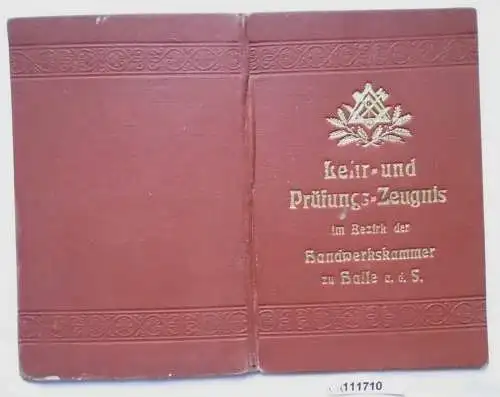 Lehr- und
Prüfungs-Zeugnis
im Bezirk der
Handwerkskammer
zu Halle a. d. S.
111710